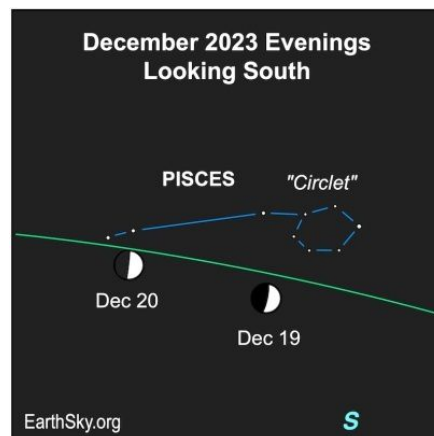 December 2023 Evenings
Looking South
PISCES
"Circlet"
Dec 20
Dec 19
EarthSky.org
S